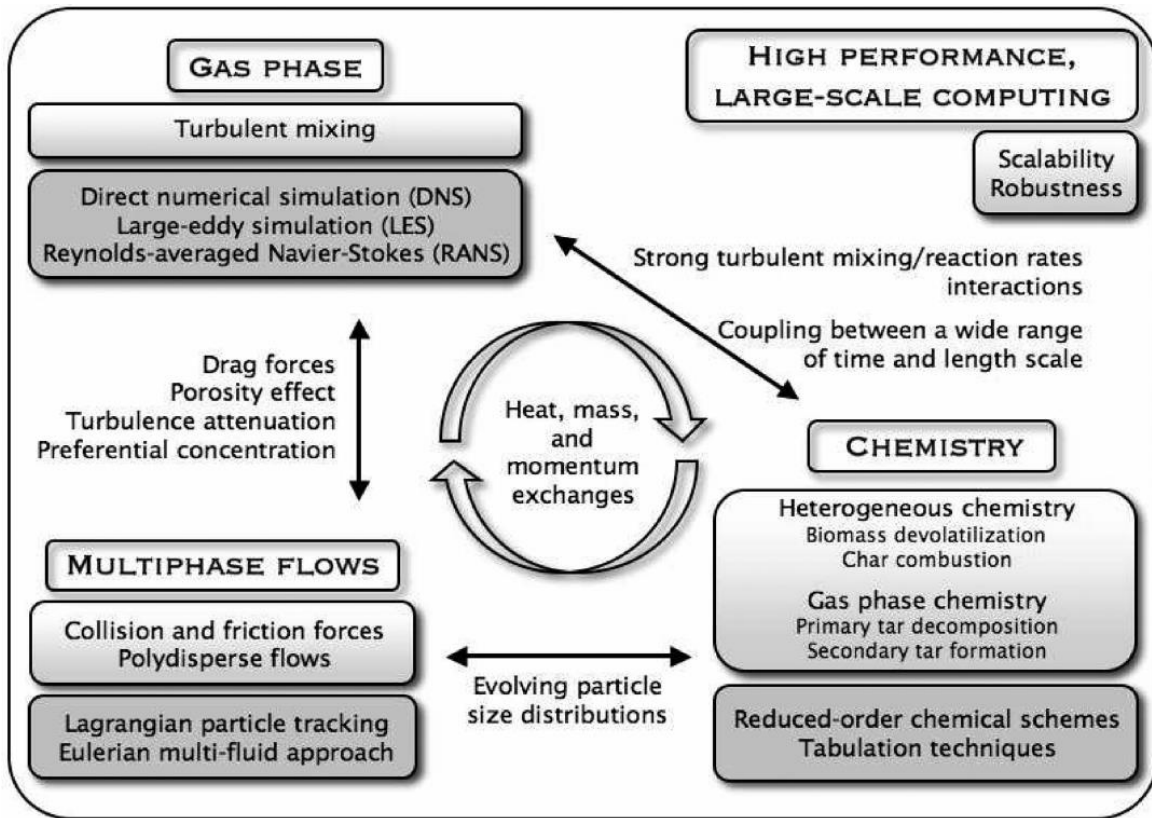 GAS PHASE
Turbulent mixing
Direct numerical simulation (DNS)
Large-eddy simulation (LES)
Reynolds-averaged Navier-Stokes (RANS)
HIGH PERFORMANCE,
LARGE-SCALE COMPUTING
Scalability
Robustness
Strong turbulent mixing/reaction rates
interactions
Coupling between a wide range
of time and length scale
Drag forces
Porosity effect
Turbulence attenuation
Preferential concentration
Heat, mass,
and
momentum
exchanges
CHEMISTRY
Heterogeneous chemistry
Biomass devolatilization
Char combustion
Gas phase chemistry
Primary tar decomposition
Secondary tar formation
Reduced-order chemical schemes
Tabulation techniques
MULTIPHASE FLOWS
Collision and friction forces
Polydisperse flows
Lagrangian particle tracking
Eulerian multi-fluid approach
Evolving particle
size distributions